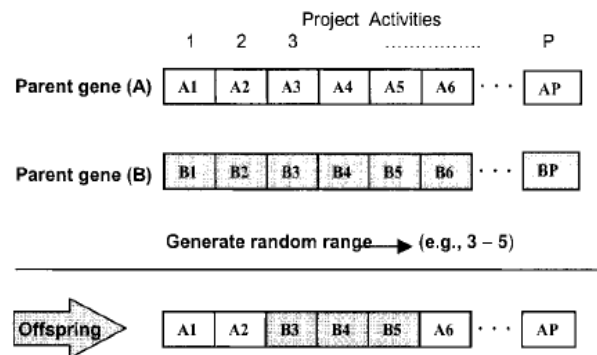 Project Activities
1 2 3 .................... P
Parent gene (A) A1 A2 A3 A4 A5 A6 · · · AP
Parent gene (B) B1 B2 B3 B4 B5 B6 · · · BP
Generate random range (e.g., 3 – 5)
Offspring A1 A2 B3 B4 B5 A6 · · · AP